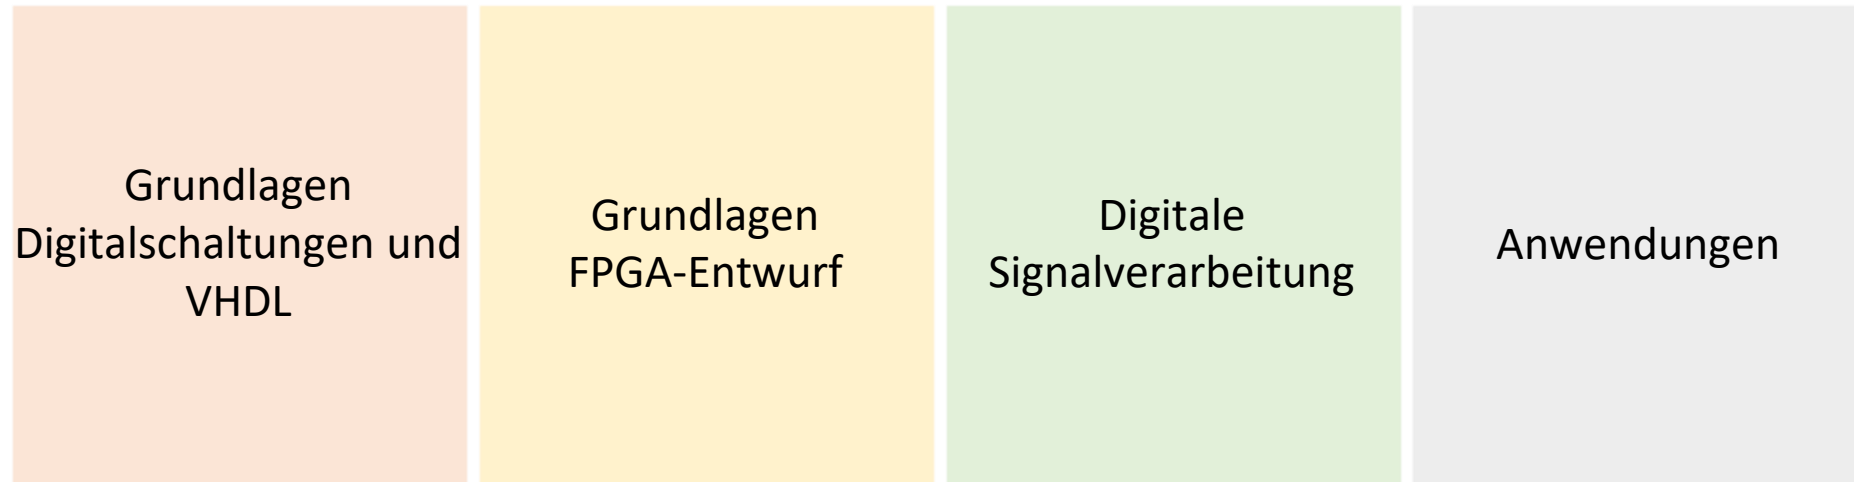 Grundlagen
Digitalschaltungen und
VHDL
Grundlagen
FPGA-Entwurf
Digitale
Signalverarbeitung
Anwendungen